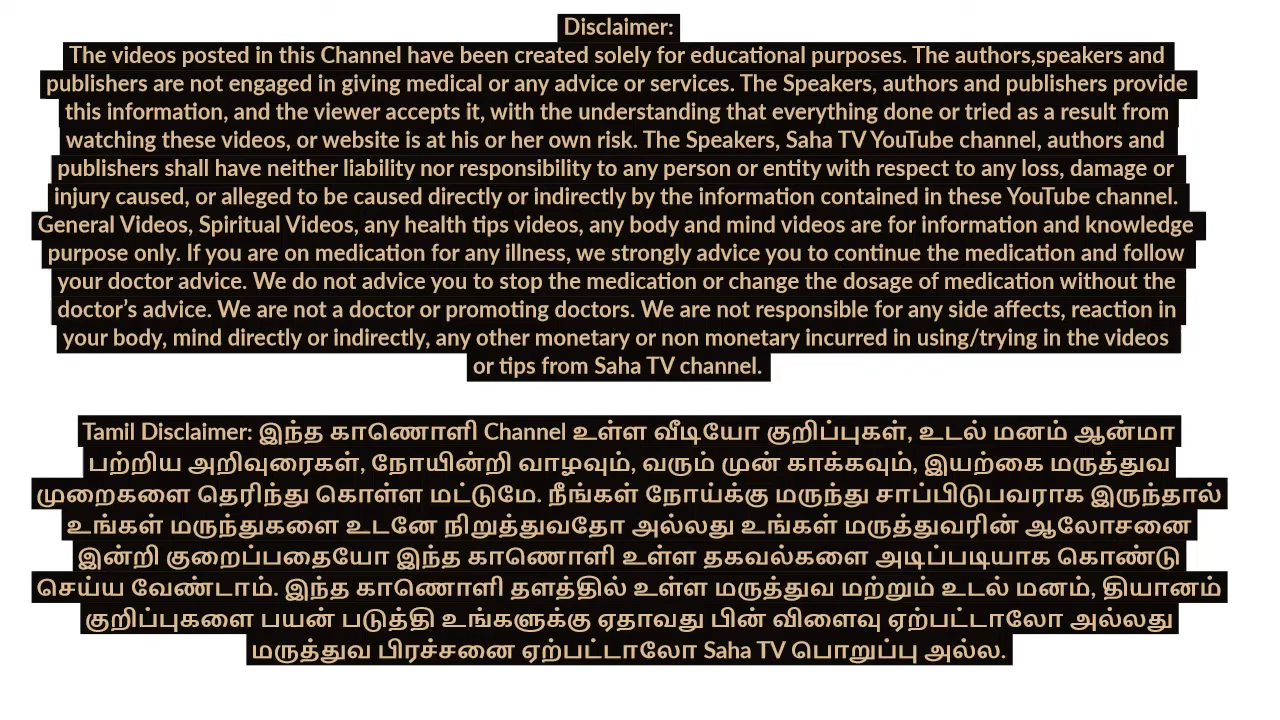 Disclaimer:
The videos posted in this Channel have been created solely for educational purposes. The authors,speakers and
publishers are not engaged in giving medical or any advice or services. The Speakers, authors and publishers provide
this information, and the viewer accepts it, with the understanding that everything done or tried as a result from
watching these videos, or website is at his or her own risk. The Speakers, Saha TV YouTube channel, authors and
publishers shall have neither liability nor responsibility to any person or entity with respect to any loss, damage or
injury caused, or alleged to be caused directly or indirectly by the information contained in these YouTube channel.
General Videos, Spiritual Videos, any health tips videos, any body and mind videos are for information and knowledge
purpose only. If you are on medication for any illness, we strongly advice you to continue the medication and follow
your doctor advice. We do not advice you to stop the medication or change the dosage of medication without the
doctor’s advice. We are not a doctor or promoting doctors. We are not responsible for any side affects, reaction in
your body, mind directly or indirectly, any other monetary or non monetary incurred in using/trying in the videos
or tips from Saha TV channel.
Tamil Disclaimer: இந்த காணொளி Channel உள்ள வீடியோ குறிப்புகள், உடல் மனம் ஆன்மா
பற்றிய அறிவுரைகள், நோயின்றி வாழவும், வரும் முன் காக்கவும், இயற்கை மருத்துவ
முறைகளை தெரிந்து கொள்ள மட்டுமே. நீங்கள் நோய்க்கு மருந்து சாப்பிடுபவராக இருந்தால்
உங்கள் மருந்துகளை உடனே நிறுத்துவதோ அல்லது உங்கள் மருத்துவரின் ஆலோசனை
இன்றி குறைப்பதையோ இந்த காணொளி உள்ள தகவல்களை அடிப்படியாக கொண்டு
செய்ய வேண்டாம். இந்த காணொளி தளத்தில் உள்ள மருத்துவ மற்றும் உடல் மனம், தியானம்
குறிப்புகளை பயன் படுத்தி உங்களுக்கு ஏதாவது பின் விளைவு ஏற்பட்டாலோ அல்லது
மருத்துவ பிரச்சனை ஏற்பட்டாலோ Saha TV பொறுப்பு அல்ல.